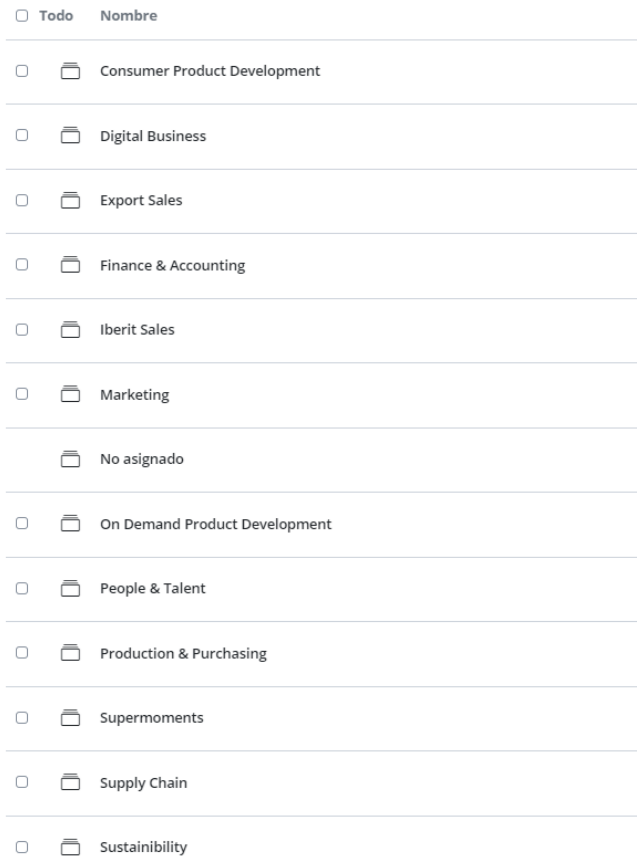 Todo Nombre
Consumer Product Development
Digital Business
Export Sales
Finance & Accounting
Iberit Sales
Marketing
No asignado
On Demand Product Development
People & Talent
Production & Purchasing
Supermoments
Supply Chain
Sustainibility